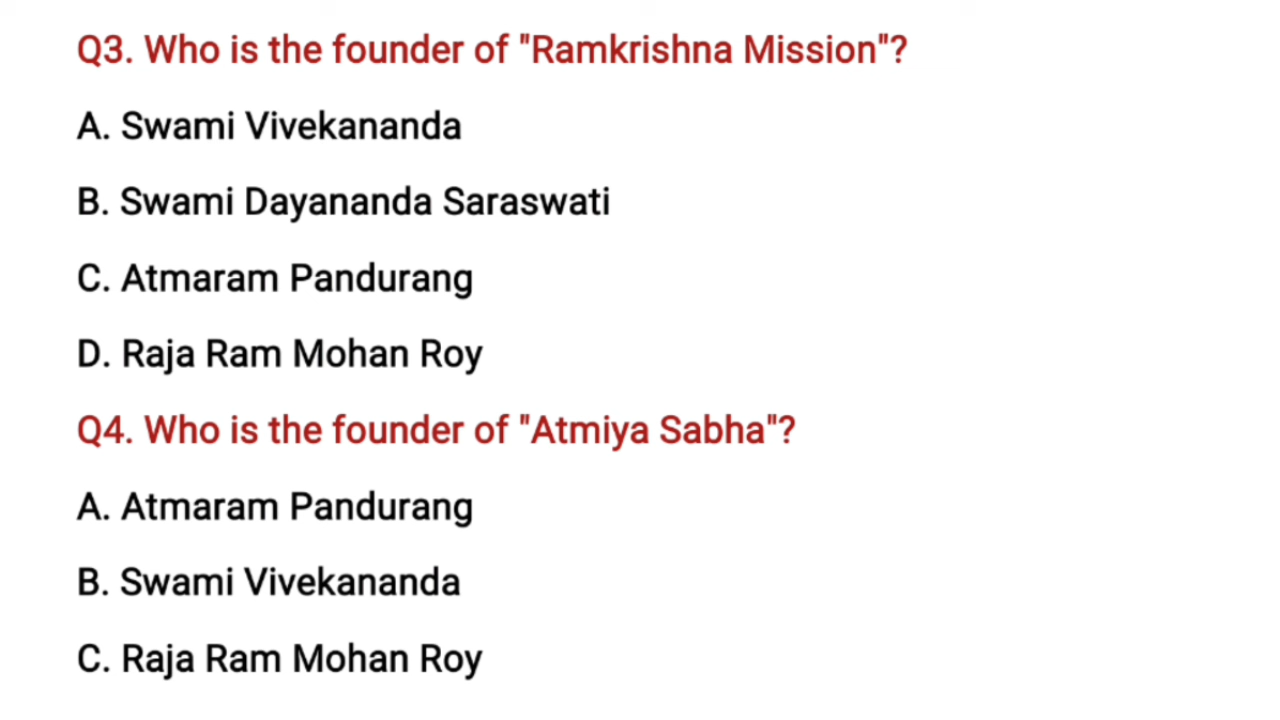 Q3. Who is the founder of "Ramkrishna Mission"?
A. Swami Vivekananda
B. Swami Dayananda Saraswati
C. Atmaram Pandurang
D. Raja Ram Mohan Roy
Q4. Who is the founder of "Atmiya Sabha"?
A. Atmaram Pandurang
B. Swami Vivekananda
C. Raja Ram Mohan Roy